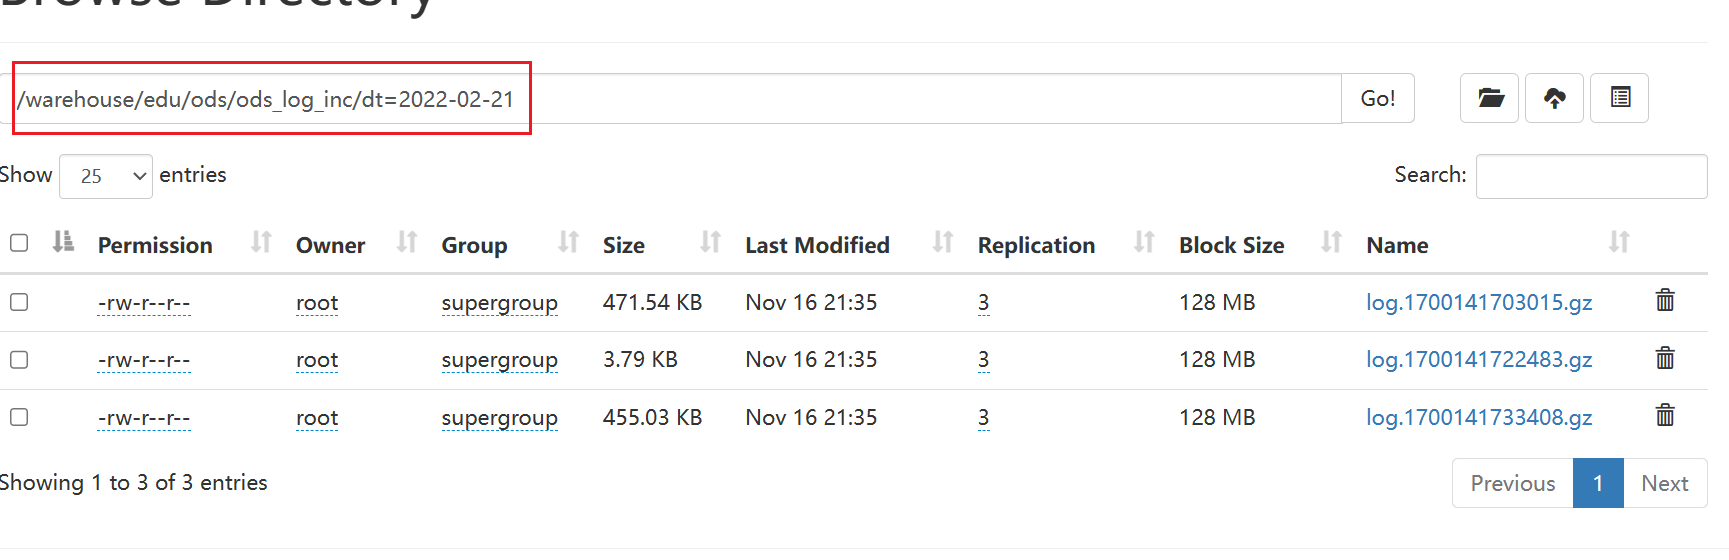 Browse Directory
/warehouse/edu/ods/ods_log_inc/dt=2022-02-21 Go!
Show 25 entries Search:
Permission Owner Group Size Last Modified Replication Block Size Name
-rw-r--r-- root supergroup 471.54 KB Nov 16 21:35 3 128 MB log.1700141703015.gz
-rw-r--r-- root supergroup 3.79 KB Nov 16 21:35 3 128 MB log.1700141722483.gz
-rw-r--r-- root supergroup 455.03 KB Nov 16 21:35 3 128 MB log.1700141733408.gz
Showing 1 to 3 of 3 entries Previous 1 Next